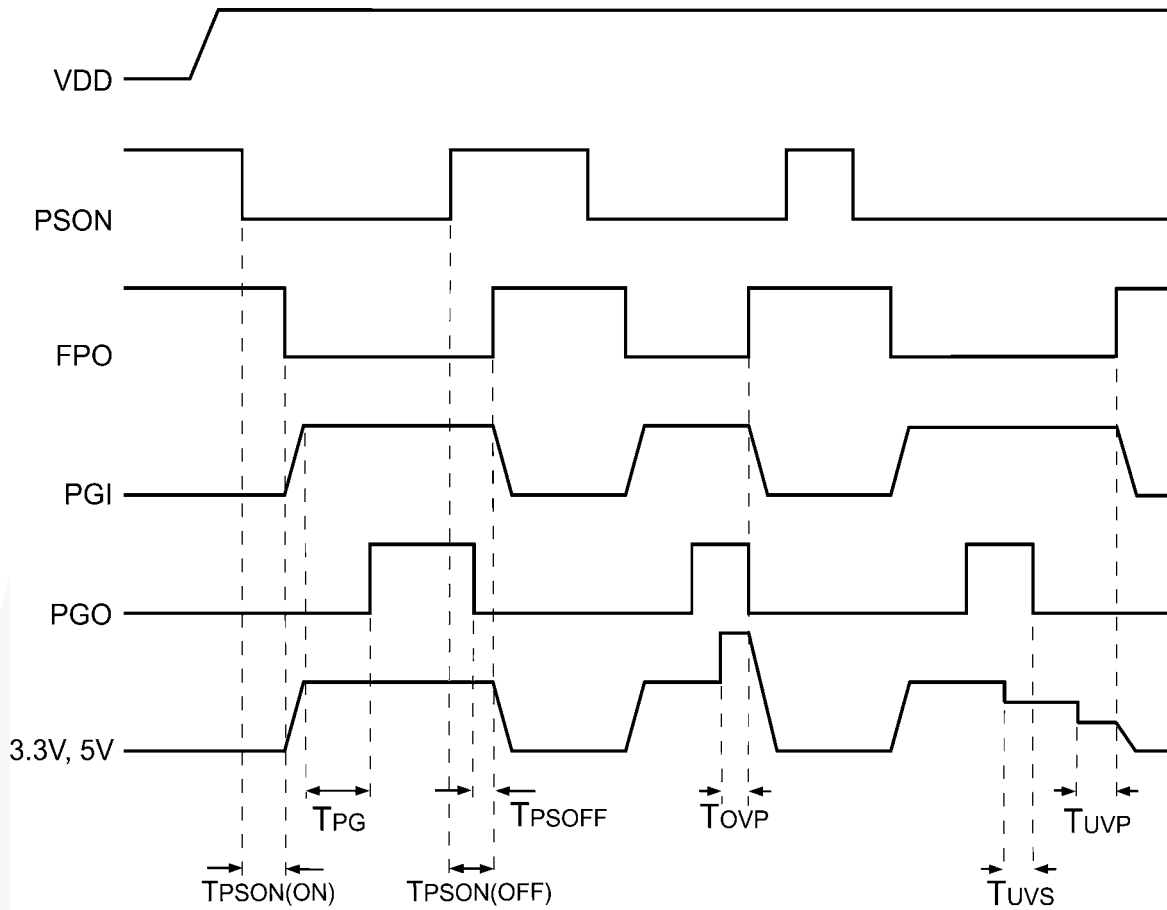 VDD
PSON
FPO
PGI
PGO
3.3V, 5V
TPG
TPSOFF
TOVP
TUVP
TPSON(ON)
TPSON(OFF)
TUVS